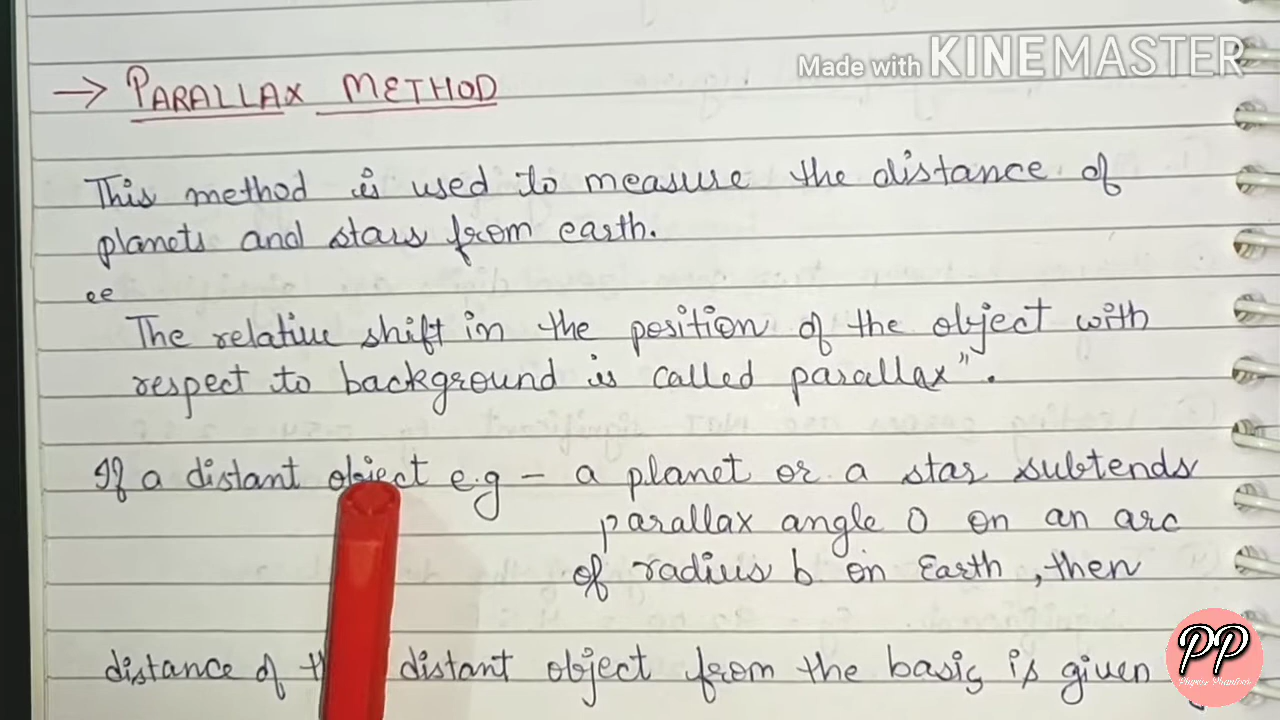 Made with KINEMASTER
→ PARALLAX METHOD
This method is used to measure the distance of
planets and stars from earth.
“
The relative shift in the position of the object with
respect to background is called parallax”.
If a distant object e.g - a planet or a star subtends
parallax angle O on an arc
of radius b on Earth, then
distance of distant object from the basis is given
PP